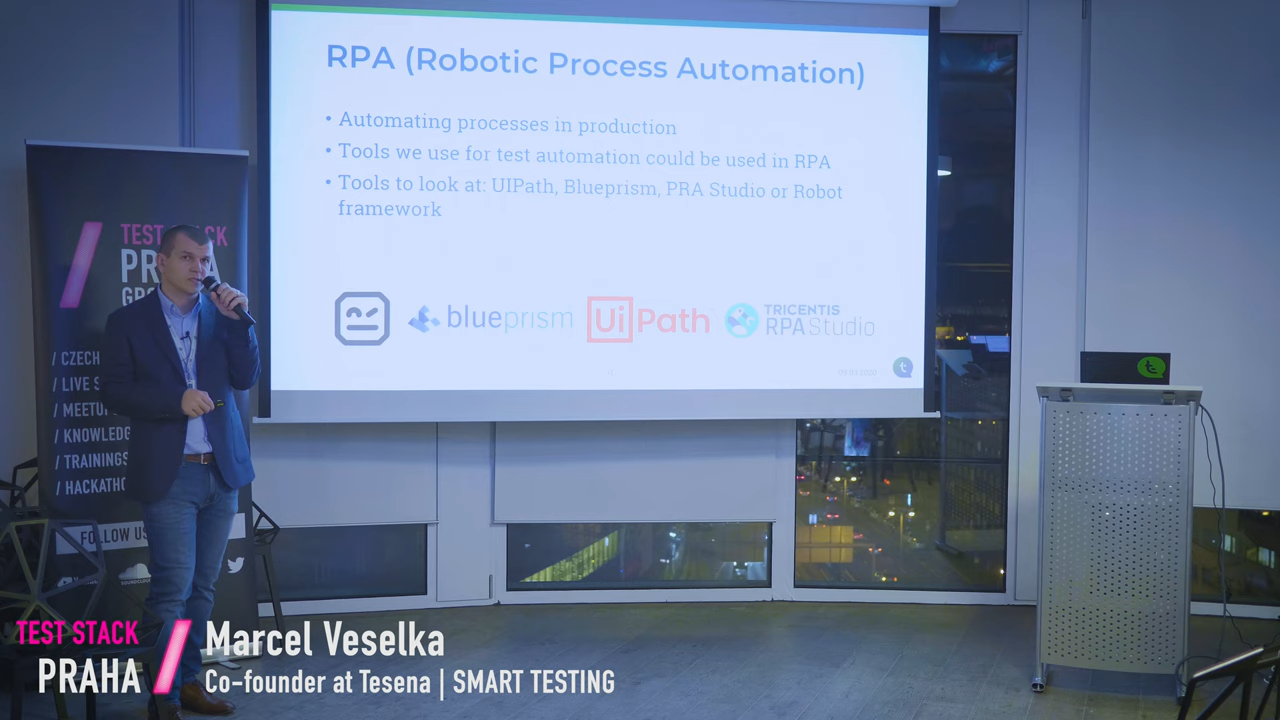 RPA (Robotic Process Automation)
• Automating processes in production
• Tools we use for test automation could be used in RPA
• Tools to look at: UIPath, Blueprism, PRA Studio or Robot
framework
blueprism
UiPath
TRICENTIS
RPA Studio
t
TEST STACK
/ CZECH
/ LIVE S
/ KNOWLEDG
/ TRAININGS
/ HACKATHO
FOLLOW US
t
TEST STACK
PRAHA
Marcel Veselka
Co-founder at Tesena | SMART TESTING